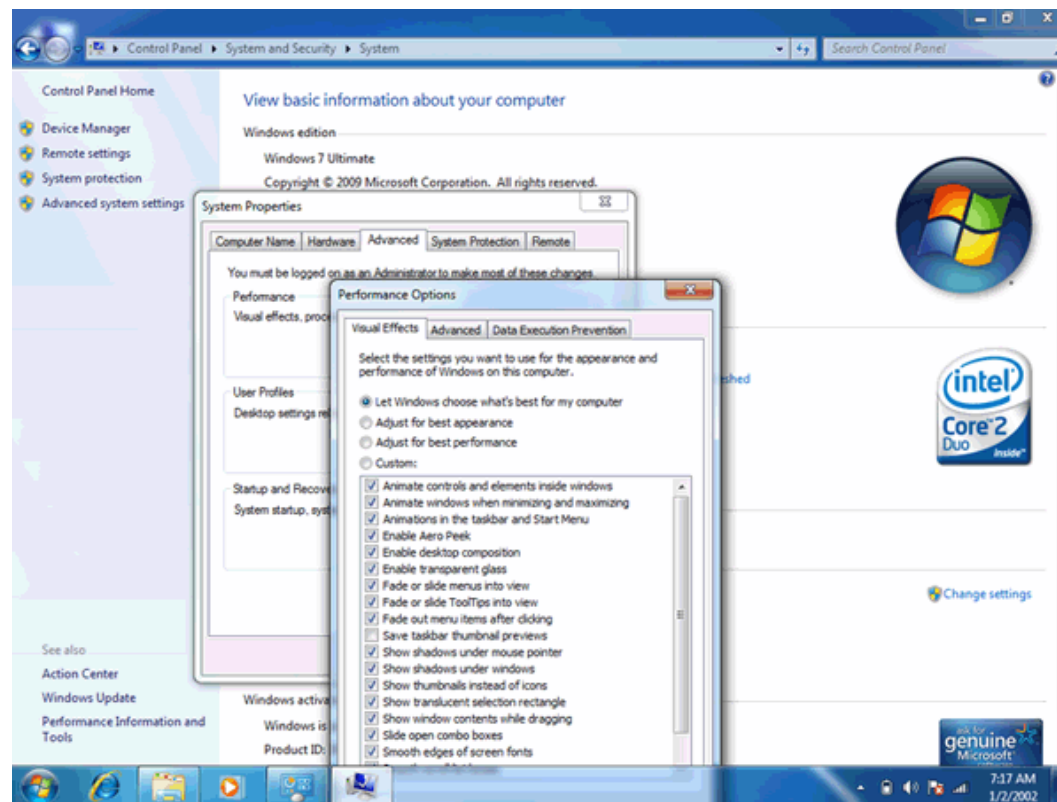 Control Panel ▸ System and Security ▸ System
Search Control Panel
Control Panel Home
Device Manager
Remote settings
System protection
Advanced system settings
See also
Action Center
Windows Update
Performance Information and
Tools
View basic information about your computer
Windows edition
Windows 7 Ultimate
Copyright © 2009 Microsoft Corporation. All rights reserved.
System Properties
Computer Name
Hardware
Advanced
System Protection
Remote
You must be logged on as an Administrator to make most of these changes.
Performance
Visual effects,
User Profiles
Desktop settings
Startup and
System startup,
Performance Options
Visual Effects
Advanced
Data Execution Prevention
Select the settings you want to use for the appearance and
performance of Windows on this computer.
Let Windows choose what's best for my computer
Adjust for best appearance
Adjust for best performance
Custom:
Animate controls and elements inside windows
Animate windows when minimizing and maximizing
Animations in the taskbar and Start Menu
Enable Aero Peek
Enable desktop composition
Enable transparent glass
Fade or slide menus into view
Fade or slide ToolTips into view
Fade out menu items after clicking
Save taskbar thumbnail previews
Show shadows under mouse pointer
Show shadows under windows
Show thumbnails instead of icons
Show translucent selection rectangle
Show window contents while dragging
Slide open combo boxes
Smooth edges of screen fonts
intel
Core™2
Duo
inside™
Change settings
Windows
Windows is
Product ID:
ask for
genuine
Microsoft
software
7:17 AM
1/2/2002